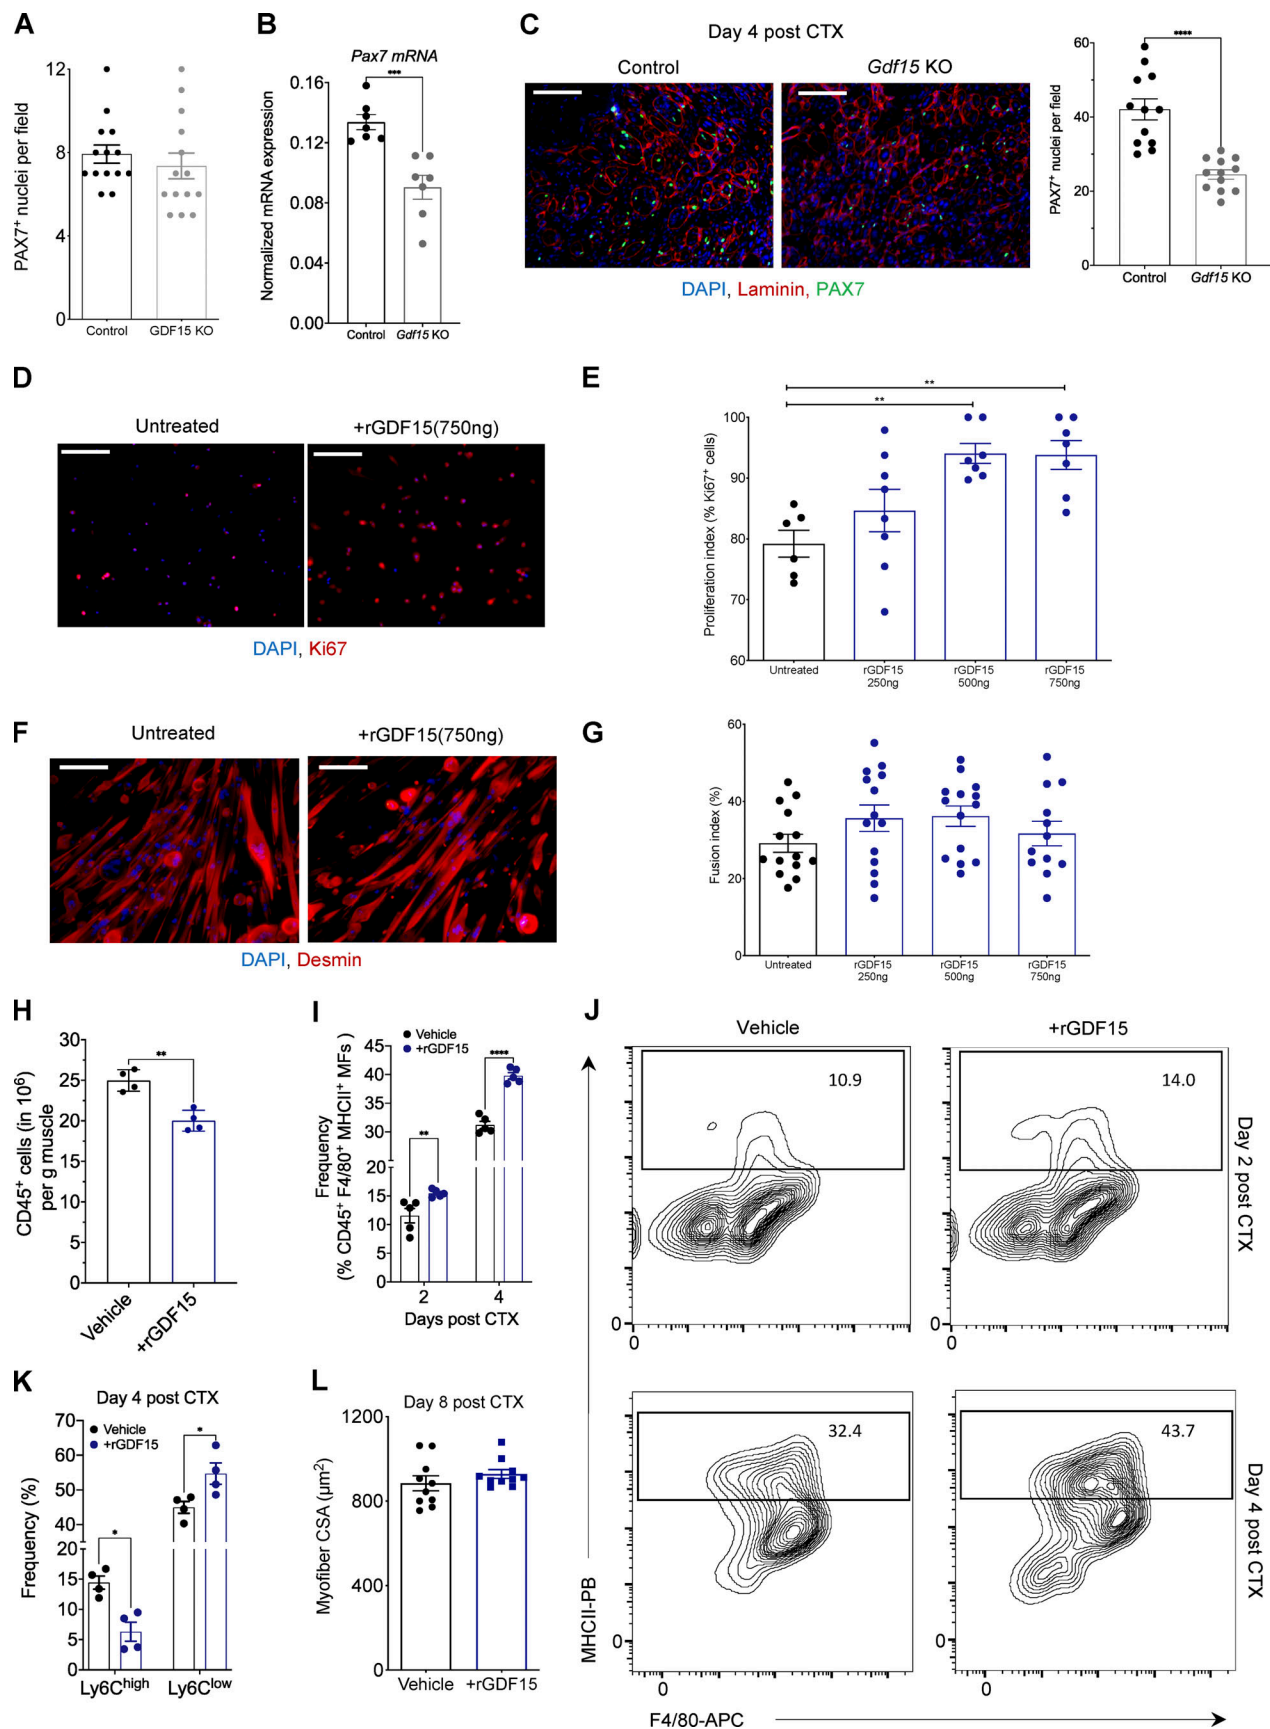 A
PAX7+ nuclei per field
12
8
4
0
Control
GDF15 KO
B
Pax7 mRNA
***
Normalized mRNA expression
0.16
0.12
0.08
0.04
0.00
Control
Gdf15 KO
C
Day 4 post CTX
Control
Gdf15 KO
DAPI, Laminin, PAX7
****
PAX7+ nuclei per field
60
40
20
0
Control
Gdf15 KO
D
Untreated
+rGDF15(750ng)
DAPI, Ki67
E
**
**
Proliferation index (% Ki67+ cells)
100
90
80
70
60
Untreated
rGDF15
250ng
rGDF15
500ng
rGDF15
750ng
F
Untreated
+rGDF15(750ng)
DAPI, Desmin
G
Fusion index (%)
60
40
20
0
Untreated
rGDF15
250ng
rGDF15
500ng
rGDF15
750ng
H
CD45+ cells (in 10^6)
per g muscle
30
25
20
15
10
5
0
**
Vehicle
+rGDF15
I
Vehicle
+rGDF15
Frequency
(% CD45+ F4/80+ MHCII+ MFs)
45
40
35
30
20
15
10
5
0
**
****
2
4
Days post CTX
J
Vehicle
+rGDF15
10.9
14.0
Day 2 post CTX
0
0
0
0
32.4
43.7
Day 4 post CTX
0
0
0
0
MHCII-PB
F4/80-APC
K
Day 4 post CTX
Vehicle
+rGDF15
Frequency (%)
70
60
50
40
20
15
10
5
0
*
*
Ly6Chigh
Ly6Clow
L
Day 8 post CTX
Myofiber CSA (µm²)
1200
800
400
0
Vehicle
+rGDF15